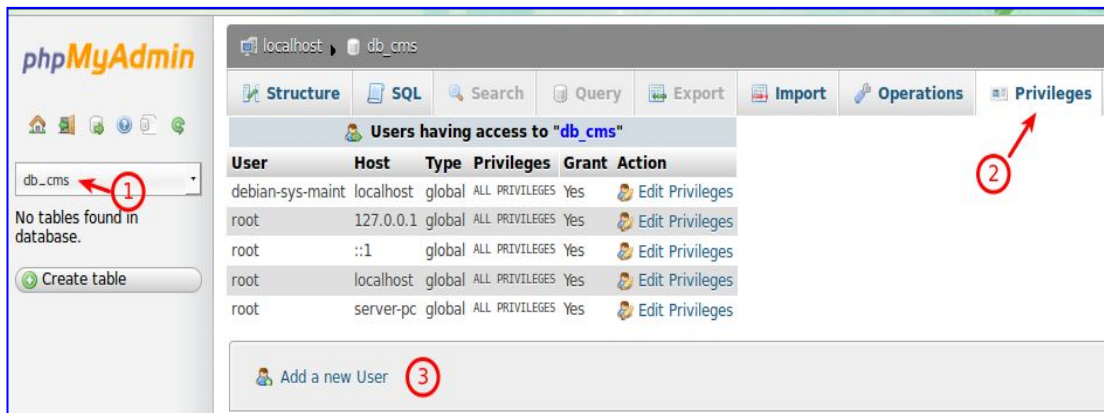 phpMyAdmin
db_cms
1
No tables found in
database.
Create table
localhost db_cms
Structure SQL Search Query Export Import Operations Privileges
2
Users having access to "db_cms"
User Host Type Privileges Grant Action
debian-sys-maint localhost global ALL PRIVILEGES Yes Edit Privileges
root 127.0.0.1 global ALL PRIVILEGES Yes Edit Privileges
root ::1 global ALL PRIVILEGES Yes Edit Privileges
root localhost global ALL PRIVILEGES Yes Edit Privileges
root server-pc global ALL PRIVILEGES Yes Edit Privileges
Add a new User 3